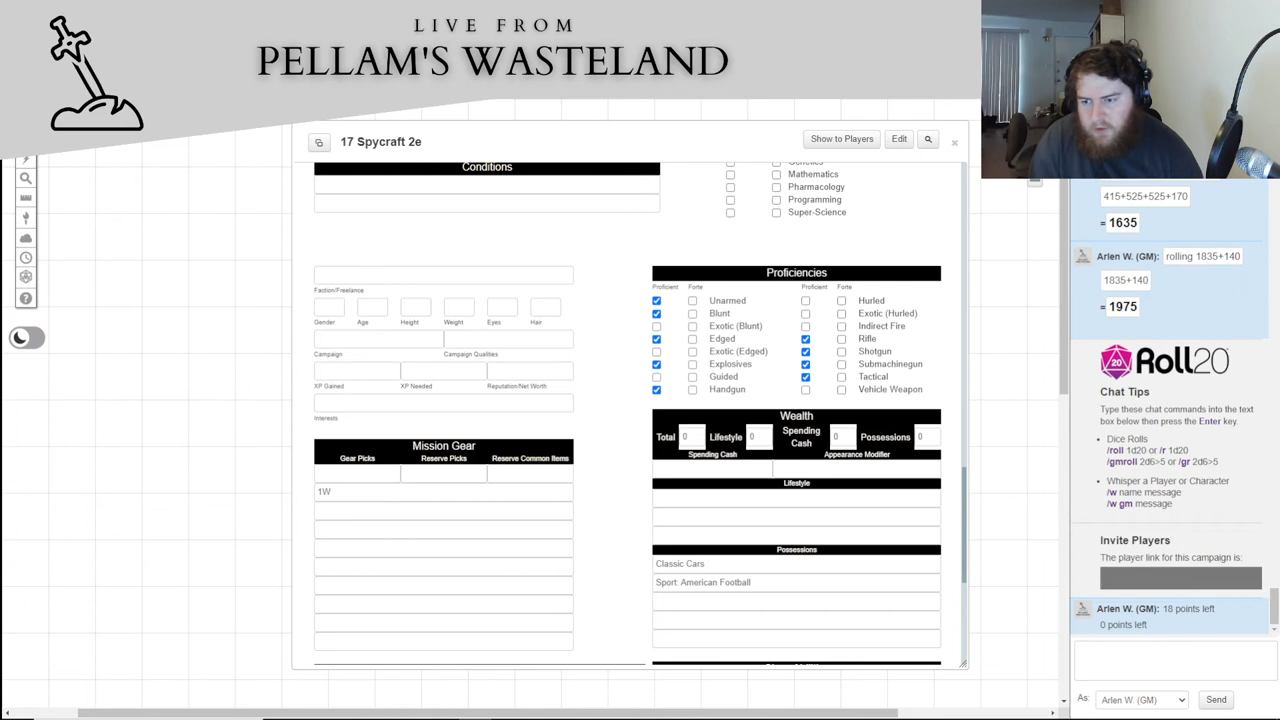 LIVE FROM
PELLAM'S WASTELAND
17 Spycraft 2e
Show to Players
Edit
Conditions
Genetics
Mathematics
Pharmacology
Programming
Super-Science
Faction/Freelance
Gender Age Height Weight Eyes Hair
Campaign Campaign Qualities
XP Gained XP Needed Reputation/Net Worth
Interests
Mission Gear
Gear Picks Reserve Picks Reserve Common Items
1W
Proficiencies
Proficient Forte Proficient Forte
Unarmed Hurled
Blunt Exotic (Hurled)
Exotic (Blunt) Indirect Fire
Edged Rifle
Exotic (Edged) Shotgun
Explosives Submachinegun
Guided Tactical
Handgun Vehicle Weapon
Wealth
Total 0 Lifestyle 0 Spending Cash 0 Possessions 0
Spending Cash Appearance Modifier
Lifestyle
Possessions
Classic Cars
Sport: American Football
415+525+525+170
= 1635
Arlen W. (GM): rolling 1835+140
1835+140
= 1975
Roll20
Chat Tips
Type these chat commands into the text
box below then press the Enter key.
• Dice Rolls
/roll 1d20 or /r 1d20
/gmroll 2d6>5 or /gr 2d6>5
• Whisper a Player or Character
/w name message
/w gm message
Invite Players
The player link for this campaign is:
Arlen W. (GM): 18 points left
0 points left
As: Arlen W. (GM) Send